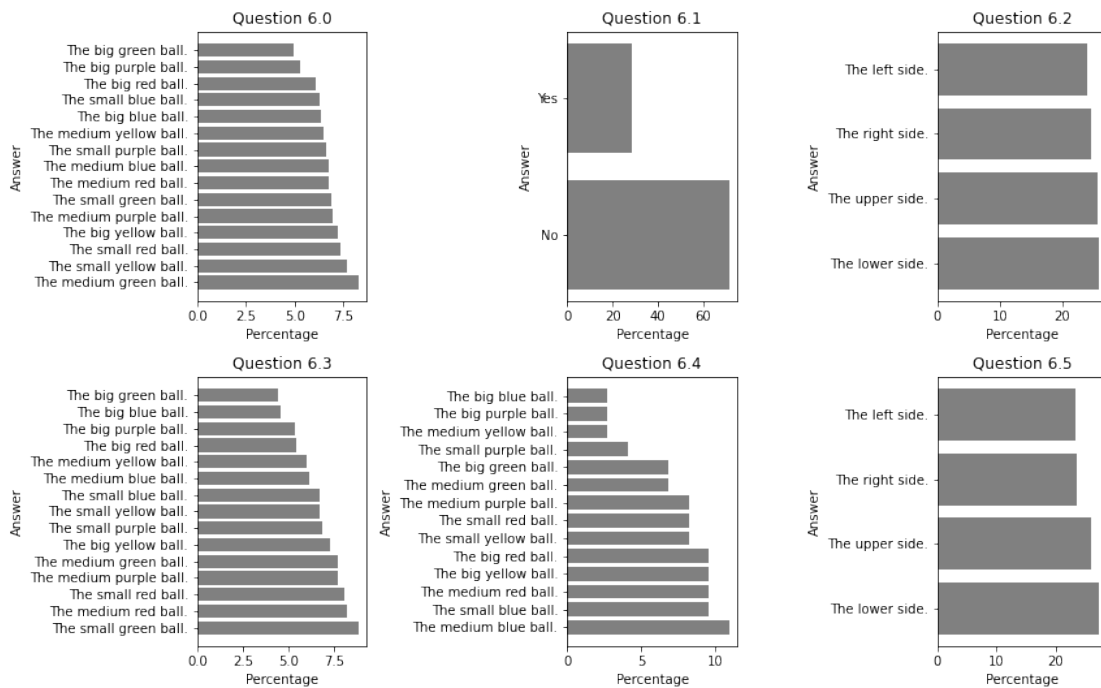 Question 6.0
Answer
The big green ball.
The big purple ball.
The big red ball.
The small blue ball.
The big blue ball.
The medium yellow ball.
The small purple ball.
The medium blue ball.
The medium red ball.
The small green ball.
The medium purple ball.
The big yellow ball.
The small red ball.
The small yellow ball.
The medium green ball.
0.0 2.5 5.0 7.5
Percentage
Question 6.1
Answer
Yes
No
0 20 40 60
Percentage
Question 6.2
Answer
The left side.
The right side.
The upper side.
The lower side.
0 10 20
Percentage
Question 6.3
Answer
The big green ball.
The big blue ball.
The big purple ball.
The big red ball.
The medium yellow ball.
The medium blue ball.
The small blue ball.
The small yellow ball.
The small purple ball.
The big yellow ball.
The medium green ball.
The medium purple ball.
The small red ball.
The medium red ball.
The small green ball.
0.0 2.5 5.0 7.5
Percentage
Question 6.4
Answer
The big blue ball.
The big purple ball.
The medium yellow ball.
The small purple ball.
The big green ball.
The medium green ball.
The medium purple ball.
The small red ball.
The small yellow ball.
The big red ball.
The big yellow ball.
The medium red ball.
The small blue ball.
The medium blue ball.
0 5 10
Percentage
Question 6.5
Answer
The left side.
The right side.
The upper side.
The lower side.
0 10 20
Percentage